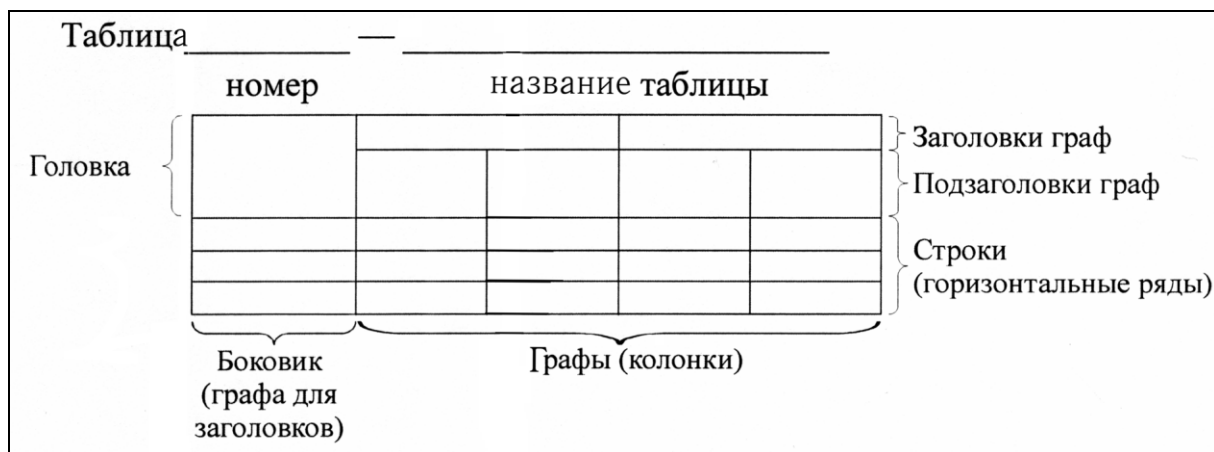 Таблица — 
номер название таблицы
Головка
Заголовки граф
Подзаголовки граф
Строки
(горизонтальные ряды)
Боковик
(графа для
заголовков)
Графы (колонки)